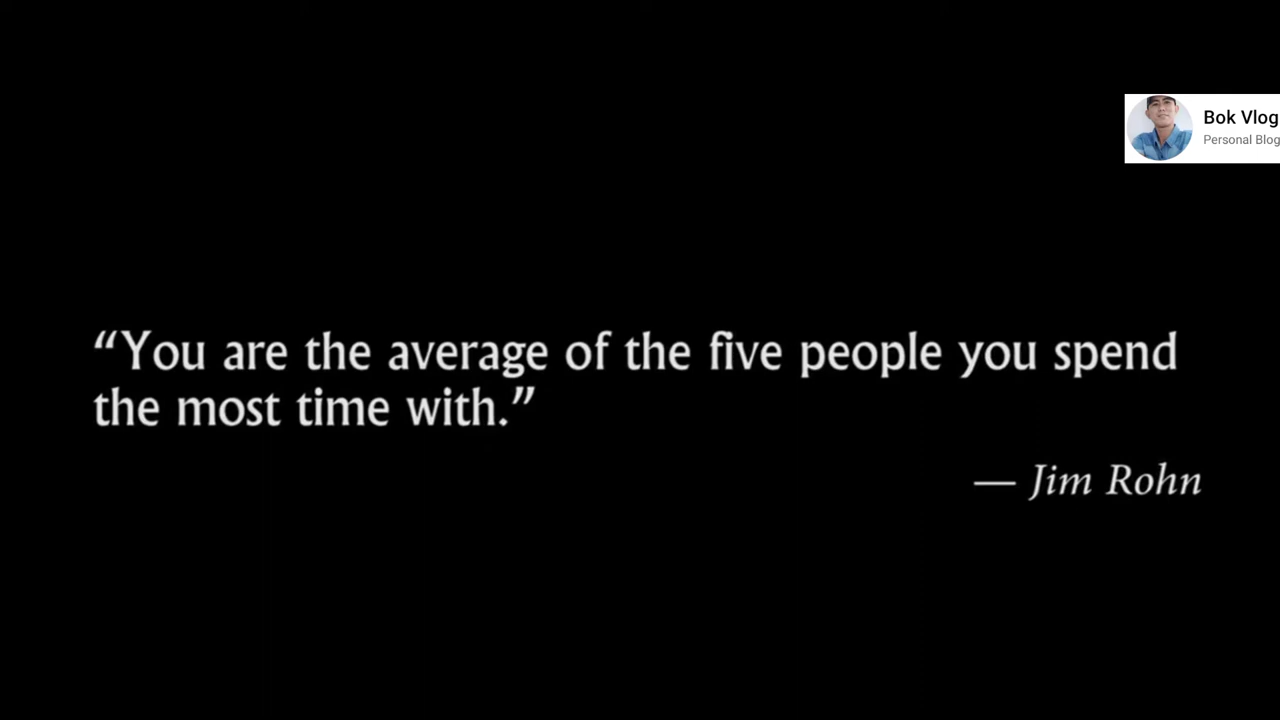 Bok Vlog
Personal Blog
“You are the average of the five people you spend
the most time with.”
— Jim Rohn